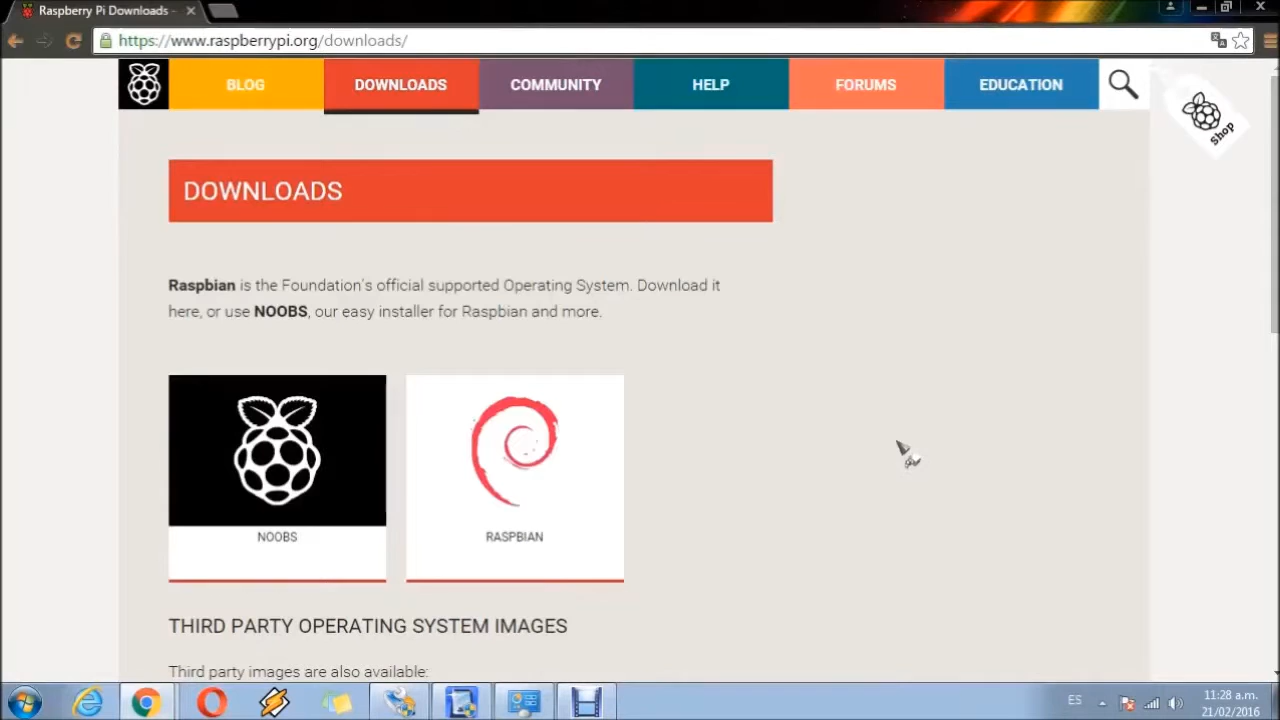 Raspberry Pi Downloads -
https://www.raspberrypi.org/downloads/
BLOG
DOWNLOADS
COMMUNITY
HELP
FORUMS
EDUCATION
Shop
DOWNLOADS
Raspbian is the Foundation's official supported Operating System. Download it
here, or use NOOBS, our easy installer for Raspbian and more.
NOOBS
RASPBIAN
THIRD PARTY OPERATING SYSTEM IMAGES
Third party images are also available:
ES
11:28 a.m.
21/02/2016